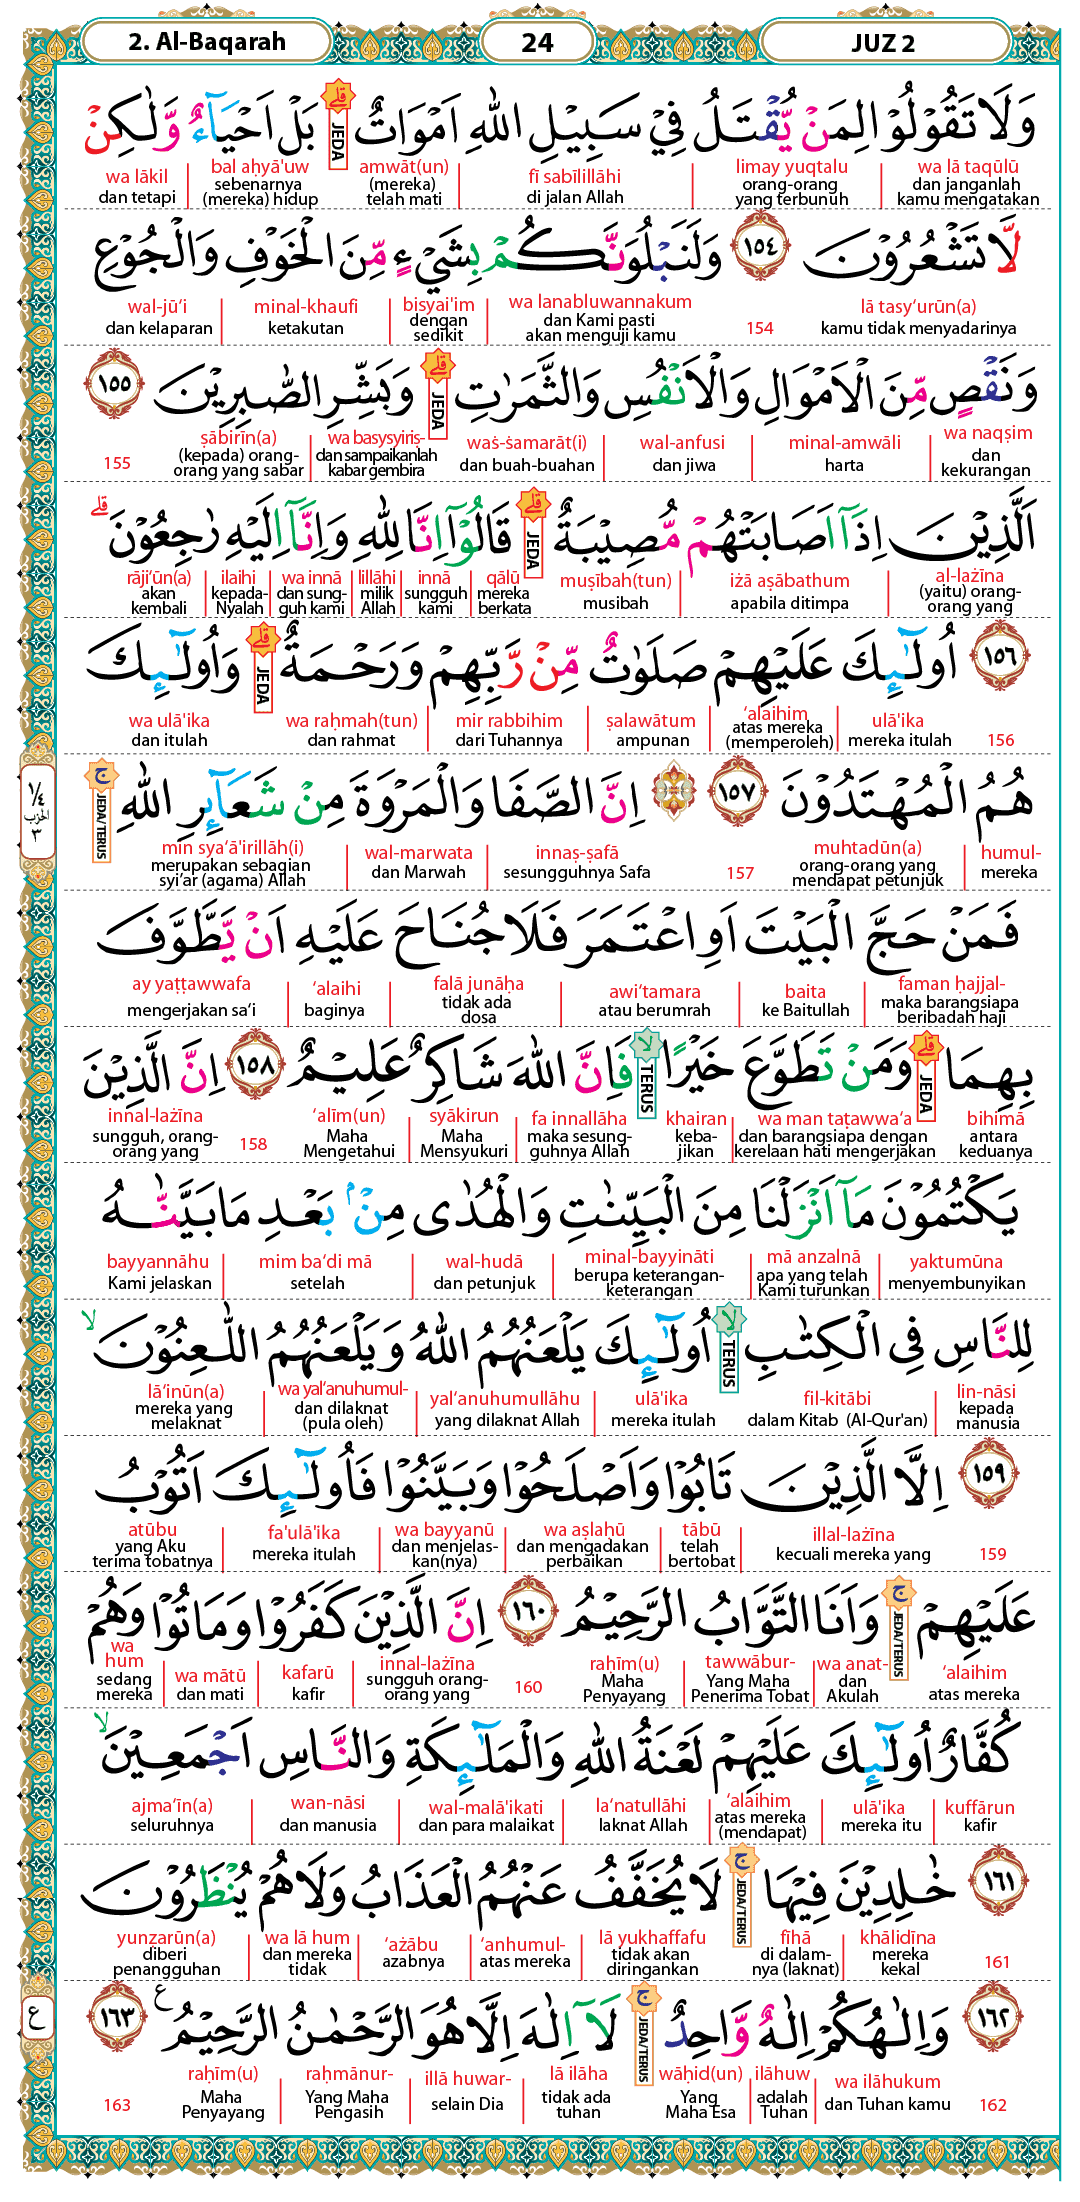 2. Al-Baqarah 24 JUZ 2
وَلَا تَقُوْلُوْا لِمَنْ يُّقْتَلُ فِيْ سَبِيْلِ اللّٰهِ اَمْوَاتٌ ۗ بَلْ اَحْيَاۤءٌ وَّلٰكِنْ
JEDA
wa lā taqūlū limay yuqtalu fī sabīlillāhi amwāt(un) bal aḥyā'uw wa lākil
dan janganlah kamu mengatakan orang-orang yang terbunuh di jalan Allah (mereka) telah mati sebenarnya (mereka) hidup dan tetapi
لَّا تَشْعُرُوْنَ ١٥٤ وَلَنَبْلُوَنَّكُمْ بِشَيْءٍ مِّنَ الْخَوْفِ وَالْجُوْعِ
lā tasy‘urūn(a) 154 wa lanabluwannakum bisyai'im minal-khaufi wal-jū‘i
kamu tidak menyadarinya dan Kami pasti akan menguji kamu dengan sedikit ketakutan dan kelaparan
وَنَقْصٍ مِّنَ الْاَمْوَالِ وَالْاَنْفُسِ وَالثَّمَرٰتِ ۗ وَبَشِّرِ الصّٰبِرِيْنَ ١٥٥
JEDA
wa naqṣim minal-amwāli wal-anfusi waṡ-ṡamarāt(i) wa basysyiriṣ- ṣābirīn(a) 155
dan kekurangan harta dan jiwa dan buah-buahan dan sampaikanlah kabar gembira (kepada) orang-orang yang sabar
اَلَّذِيْنَ اِذَآ اَصَابَتْهُمْ مُّصِيْبَةٌ ۗ قَالُوْٓا اِنَّا لِلّٰهِ وَاِنَّآ اِلَيْهِ رٰجِعُوْنَ ۗ
JEDA
al-lażīna iżā aṣābathum muṣībah(tun) qālū innā lillāhi wa innā ilaihi rāji‘ūn(a)
(yaitu) orang-orang yang apabila ditimpa musibah mereka berkata sungguh kami milik Allah dan sung-guh kami kepada-Nyalah akan kembali
١٥٦ اُولٰۤىِٕكَ عَلَيْهِمْ صَلَوٰتٌ مِّنْ رَّبِّهِمْ وَرَحْمَةٌ ۗ وَاُولٰۤىِٕكَ
JEDA
156 ulā'ika ‘alaihim ṣalawātum mir rabbihim wa raḥmah(tun) wa ulā'ika
mereka itulah atas mereka (memperoleh) ampunan dari Tuhannya dan rahmat dan itulah
هُمُ الْمُهْتَدُوْنَ ١٥٧ اِنَّ الصَّفَا وَالْمَرْوَةَ مِنْ شَعَاۤىِٕرِ اللّٰهِ ۚ
JEDA/TERUS
humul- muhtadūn(a) 157 innaṣ-ṣafā wal-marwata min sya‘ā'irillāh(i)
mereka orang-orang yang mendapat petunjuk sesungguhnya Safa dan Marwah merupakan sebagian syi‘ar (agama) Allah
١/٤ الحزب ٣
فَمَنْ حَجَّ الْبَيْتَ اَوِ اعْتَمَرَ فَلَا جُنَاحَ عَلَيْهِ اَنْ يَّطَّوَّفَ
faman ḥajjal- baita awi‘tamara falā junāḥa ‘alaihi ay yaṭṭawwafa
maka barangsiapa beribadah haji ke Baitullah atau berumrah tidak ada dosa baginya mengerjakan sa‘i
بِهِمَا ۗ وَمَنْ تَطَوَّعَ خَيْرًا ۙ فَاِنَّ اللّٰهَ شَاكِرٌ عَلِيْمٌ ١٥٨ اِنَّ الَّذِيْنَ
JEDA TERUS
bihimā wa man taṭawwa‘a khairan fa innallāha syākirun ‘alīm(un) 158 innal-lażīna
antara keduanya dan barangsiapa dengan kerelaan hati mengerjakan keba-jikan maka sesung-guhnya Allah Maha Mensyukuri Maha Mengetahui sungguh, orang-orang yang
يَكْتُمُوْنَ مَآ اَنْزَلْنَا مِنَ الْبَيِّنٰتِ وَالْهُدٰى مِنْۢ بَعْدِ مَا بَيَّنّٰهُ
yaktumūna mā anzalnā minal-bayyināti wal-hudā mim ba‘di mā bayyannāhu
menyembunyikan apa yang telah Kami turunkan berupa keterangan-keterangan dan petunjuk setelah Kami jelaskan
لِلنَّاسِ فِى الْكِتٰبِ ۙ اُولٰۤىِٕكَ يَلْعَنُهُمُ اللّٰهُ وَيَلْعَنُهُمُ اللّٰعِنُوْنَ ۙ
TERUS
lin-nāsi fil-kitābi ulā'ika yal‘anuhumullāhu wa yal‘anuhumul- lā‘inūn(a)
kepada manusia dalam Kitab (Al-Qur'an) mereka itulah yang dilaknat Allah dan dilaknat (pula oleh) mereka yang melaknat
١٥٩ اِلَّا الَّذِيْنَ تَابُوْا وَاَصْلَحُوْا وَبَيَّنُوْا فَاُولٰۤىِٕكَ اَتُوْبُ
159 illal-lażīna tābū wa aṣlaḥū wa bayyanū fa'ulā'ika atūbu
kecuali mereka yang telah bertobat dan mengadakan perbaikan dan menjelas-kan(nya) mereka itulah yang Aku terima tobatnya
عَلَيْهِمْ ۚ وَاَنَا التَّوَّابُ الرَّحِيْمُ ١٦٠ اِنَّ الَّذِيْنَ كَفَرُوْا وَمَاتُوْا وَهُمْ
JEDA/TERUS
‘alaihim wa anat- tawwābur- raḥīm(u) 160 innal-lażīna kafarū wa mātū wa hum
atas mereka dan Akulah Yang Maha Penerima Tobat Maha Penyayang sungguh orang-orang yang kafir dan mati sedang mereka
كُفَّارٌ اُولٰۤىِٕكَ عَلَيْهِمْ لَعْنَةُ اللّٰهِ وَالْمَلٰۤىِٕكَةِ وَالنَّاسِ اَجْمَعِيْنَ ۙ
kuffārun ulā'ika ‘alaihim la‘natullāhi wal-malā'ikati wan-nāsi ajma‘īn(a)
kafir mereka itu atas mereka (mendapat) laknat Allah dan para malaikat dan manusia seluruhnya
١٦١ خٰلِدِيْنَ فِيْهَا ۚ لَا يُخَفَّفُ عَنْهُمُ الْعَذَابُ وَلَا هُمْ يُنْظَرُوْنَ
JEDA/TERUS
161 khālidīna fīhā lā yukhaffafu ‘anhumul- ‘ażābu wa lā hum yunzarūn(a)
mereka kekal di dalam-nya (laknat) tidak akan diringankan atas mereka azabnya dan mereka tidak diberi penangguhan
١٦٢ وَاِلٰهُكُمْ اِلٰهٌ وَّاحِدٌ ۚ لَآ اِلٰهَ اِلَّا هُوَ الرَّحْمٰنُ الرَّحِيْمُ ࣖ ١٦٣
JEDA/TERUS
162 wa ilāhukum ilāhuw wāḥid(un) lā ilāha illā huwar- raḥmānur- raḥīm(u) 163
dan Tuhan kamu adalah Tuhan Yang Maha Esa tidak ada tuhan selain Dia Yang Maha Pengasih Maha Penyayang
ع